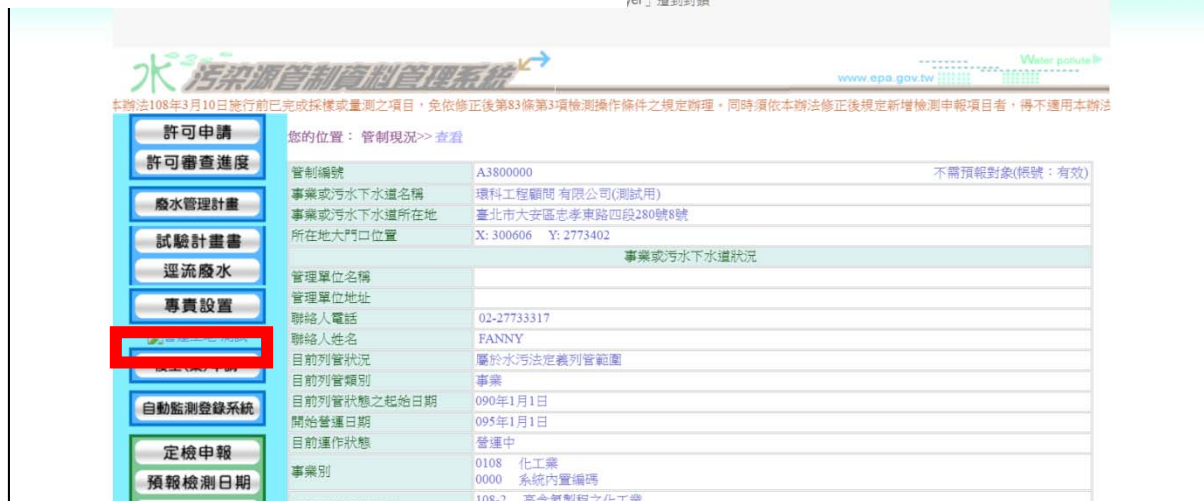 yer」遭到封鎖
水污染源管制資料管理系統
Water pollute
www.epa.gov.tw
本辦法108年3月10日施行前已完成採樣或量測之項目，免依修正後第83條第3項檢測操作條件之規定辦理。同時須依本辦法修正後規定新增檢測申報項目者，得不適用本辦法
許可申請
許可審查進度
廢水管理計畫
試驗計畫書
逕流廢水
專責設置
自動監測登錄系統
定檢申報
預報檢測日期
您的位置： 管制現況>> 查看
管制編號 A3800000 不需預報對象(帳號：有效)
事業或污水下水道名稱 環科工程顧問 有限公司(測試用)
事業或污水下水道所在地 臺北市大安區忠孝東路四段280號8號
所在地大門口位置 X: 300606 Y: 2773402
事業或污水下水道狀況
管理單位名稱
管理單位地址
聯絡人電話 02-27733317
聯絡人姓名 FANNY
目前列管狀況 屬於水污法定義列管範圍
目前列管類別 事業
目前列管狀態之起始日期 090年1月1日
開始營運日期 095年1月1日
目前運作狀態 營運中
事業別 0108 化工業
0000 系統內置編碼
108-2 高含氮製程之化工業